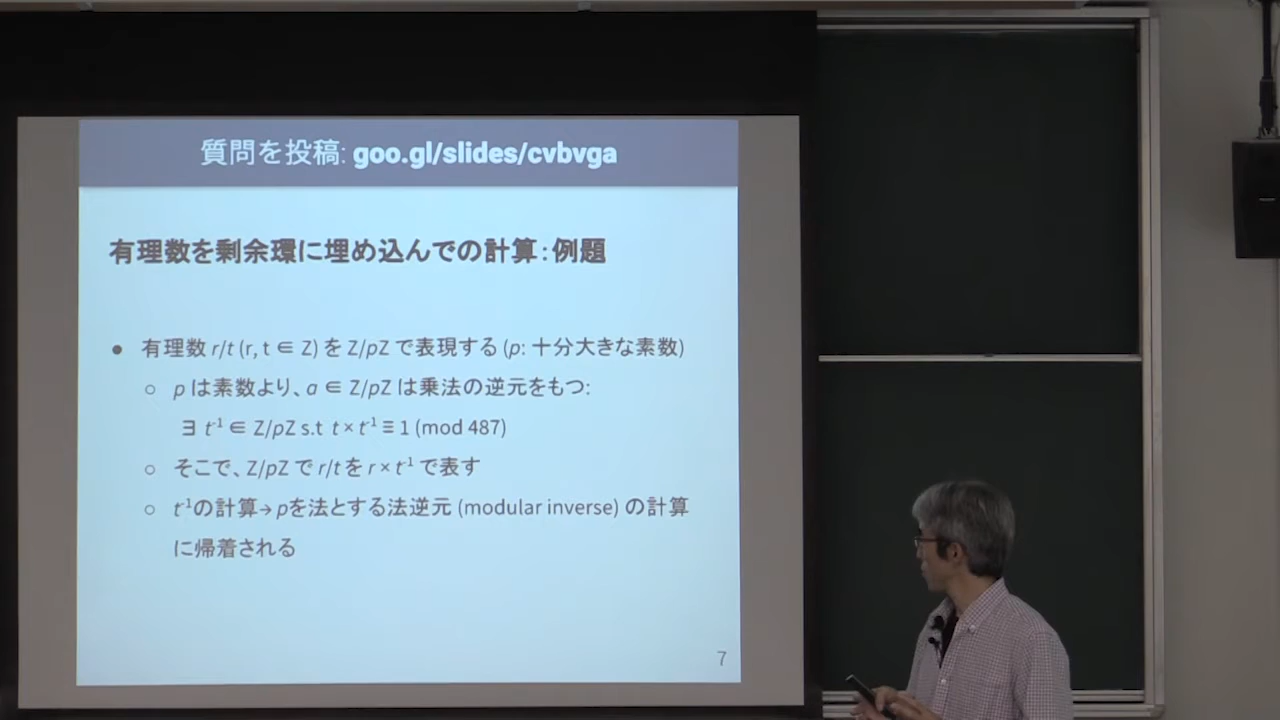 質問を投稿: goo.gl/slides/cvbvga
有理数を剰余環に埋め込んでの計算：例題
● 有理数 r/t (r, t ∈ Z) を Z/pZ で表現する (p: 十分大きな素数)
○ p は素数より、a ∈ Z/pZ は乗法の逆元をもつ:
∃ t⁻¹ ∈ Z/pZ s.t t × t⁻¹ ≡ 1 (mod 487)
○ そこで、Z/pZ で r/t を r × t⁻¹ で表す
○ t⁻¹の計算→ pを法とする法逆元 (modular inverse) の計算
に帰着される
7